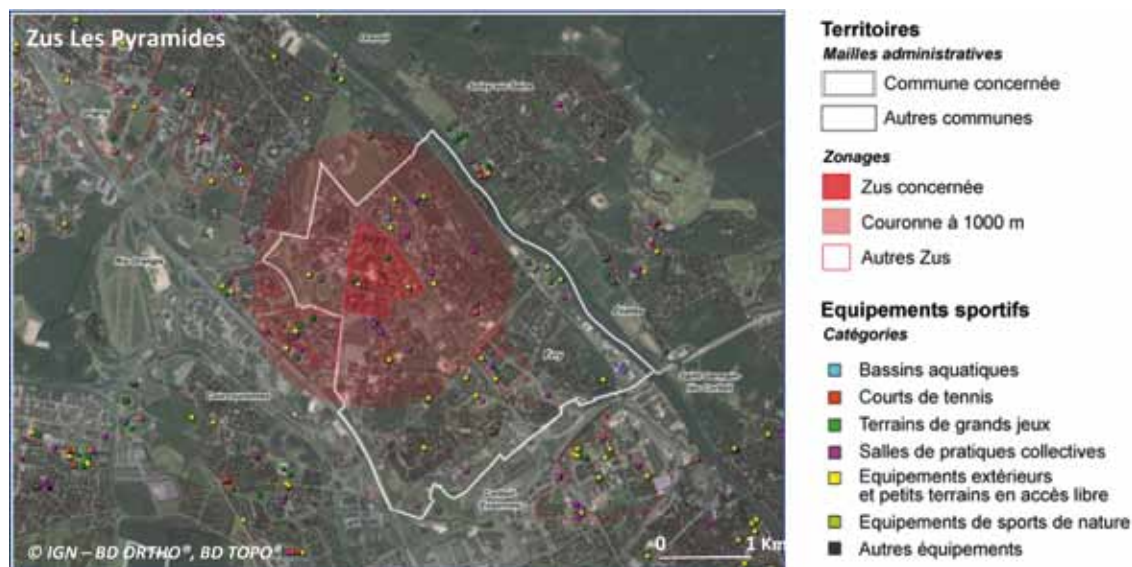 Zus Les Pyramides
Evry
© IGN – BD ORTHO®, BD TOPO®
0 1 Km
Territoires
Mailles administratives
Commune concernée
Autres communes
Zonages
Zus concernée
Couronne à 1000 m
Autres Zus
Equipements sportifs
Catégories
Bassins aquatiques
Courts de tennis
Terrains de grands jeux
Salles de pratiques collectives
Equipements extérieurs
et petits terrains en accès libre
Equipements de sports de nature
Autres équipements